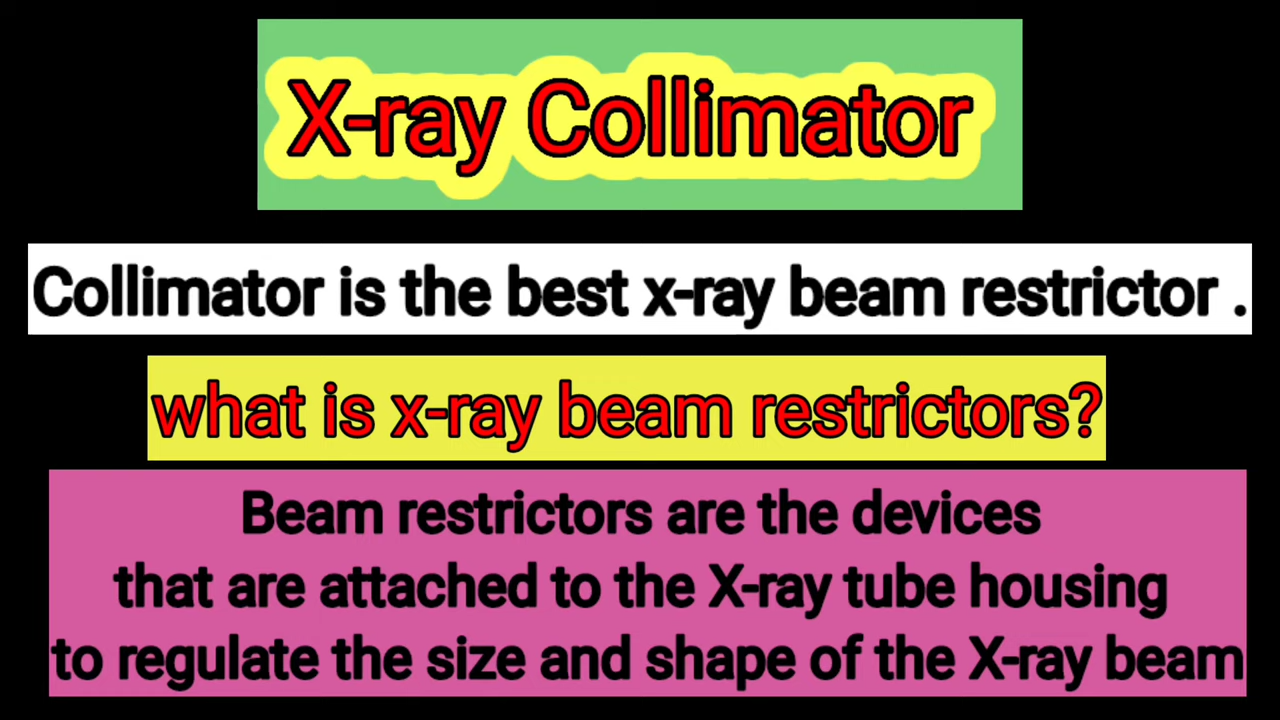 X-ray Collimator
Collimator is the best x-ray beam restrictor .
what is x-ray beam restrictors?
Beam restrictors are the devices
that are attached to the X-ray tube housing
to regulate the size and shape of the X-ray beam